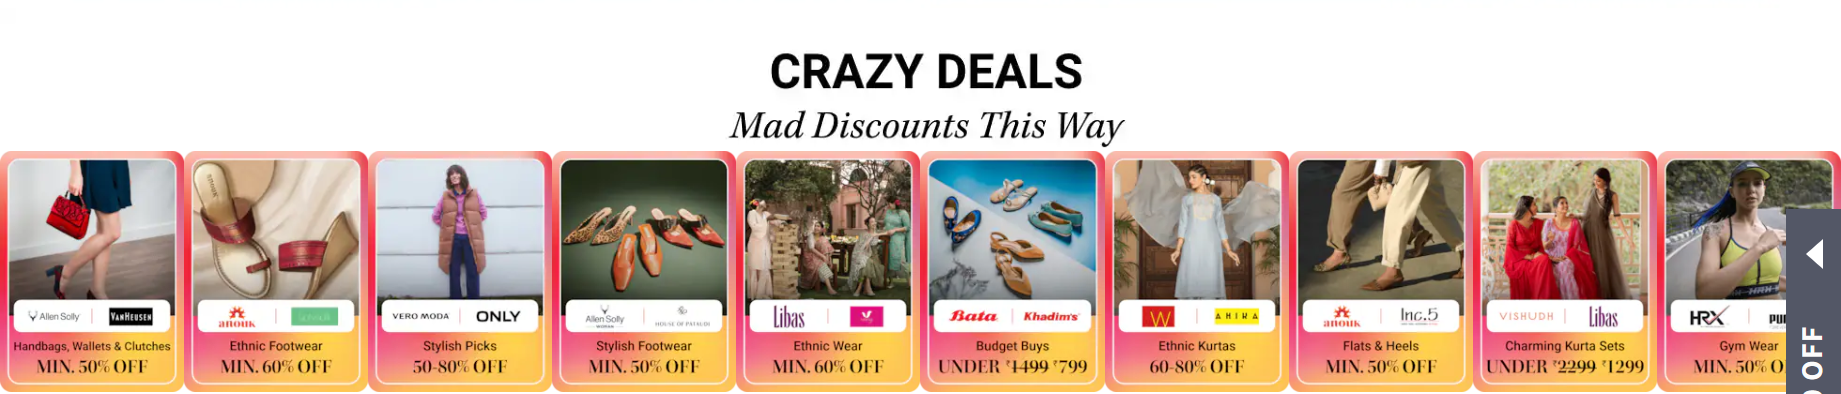 CRAZY DEALS
Mad Discounts This Way
Allen Solly | VAN HEUSEN
Handbags, Wallets & Clutches
MIN. 50% OFF
anouk
Ethnic Footwear
MIN. 60% OFF
VERO MODA | ONLY
Stylish Picks
50-80% OFF
Allen Solly | HOUSE OF PATAUDI
Stylish Footwear
MIN. 50% OFF
Libas
Ethnic Wear
MIN. 60% OFF
Bata | Khadim's
Budget Buys
UNDER ₹1499 ₹799
W | AHIKA
Ethnic Kurtas
60-80% OFF
anouk | Inc.5
Flats & Heels
MIN. 50% OFF
VISHUDH | Libas
Charming Kurta Sets
UNDER ₹2299 ₹1299
HRX | PU
Gym Wear
MIN. 50% O
OFF